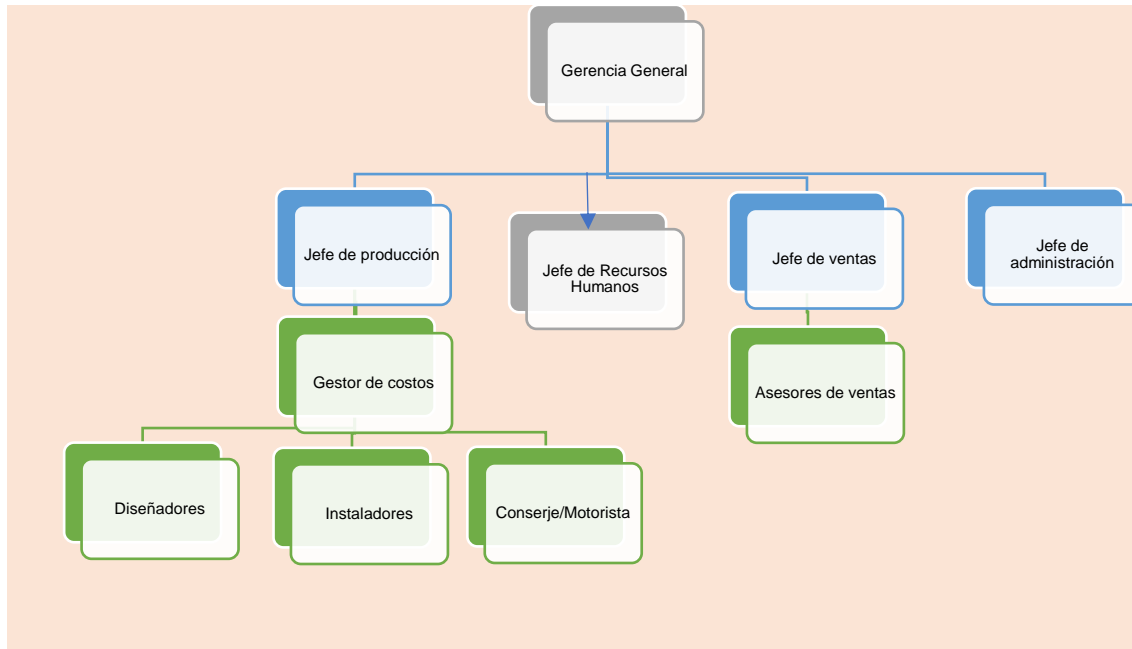 Gerencia General
Jefe de producción
Jefe de Recursos
Humanos
Jefe de ventas
Jefe de
administración
Gestor de costos
Asesores de ventas
Diseñadores
Instaladores
Conserje/Motorista